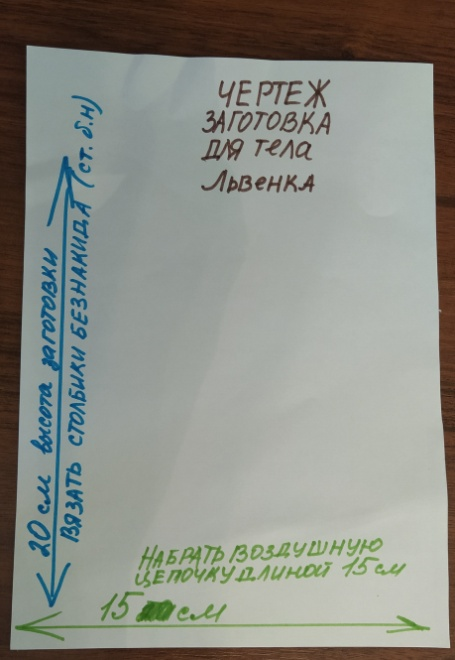 ЧЕРТЕЖ
ЗАГОТОВКА
ДЛЯ ТЕЛА
ЛЬВЕНКА
20 см высота заготовки
ВЯЗАТЬ СТОЛБИКИ БЕЗНАКИДА (ст. б.н)
НАБРАТЬ ВОЗДУШНУЮ
ЦЕПОЧКУ ДЛИНОЙ 15 см
15 см